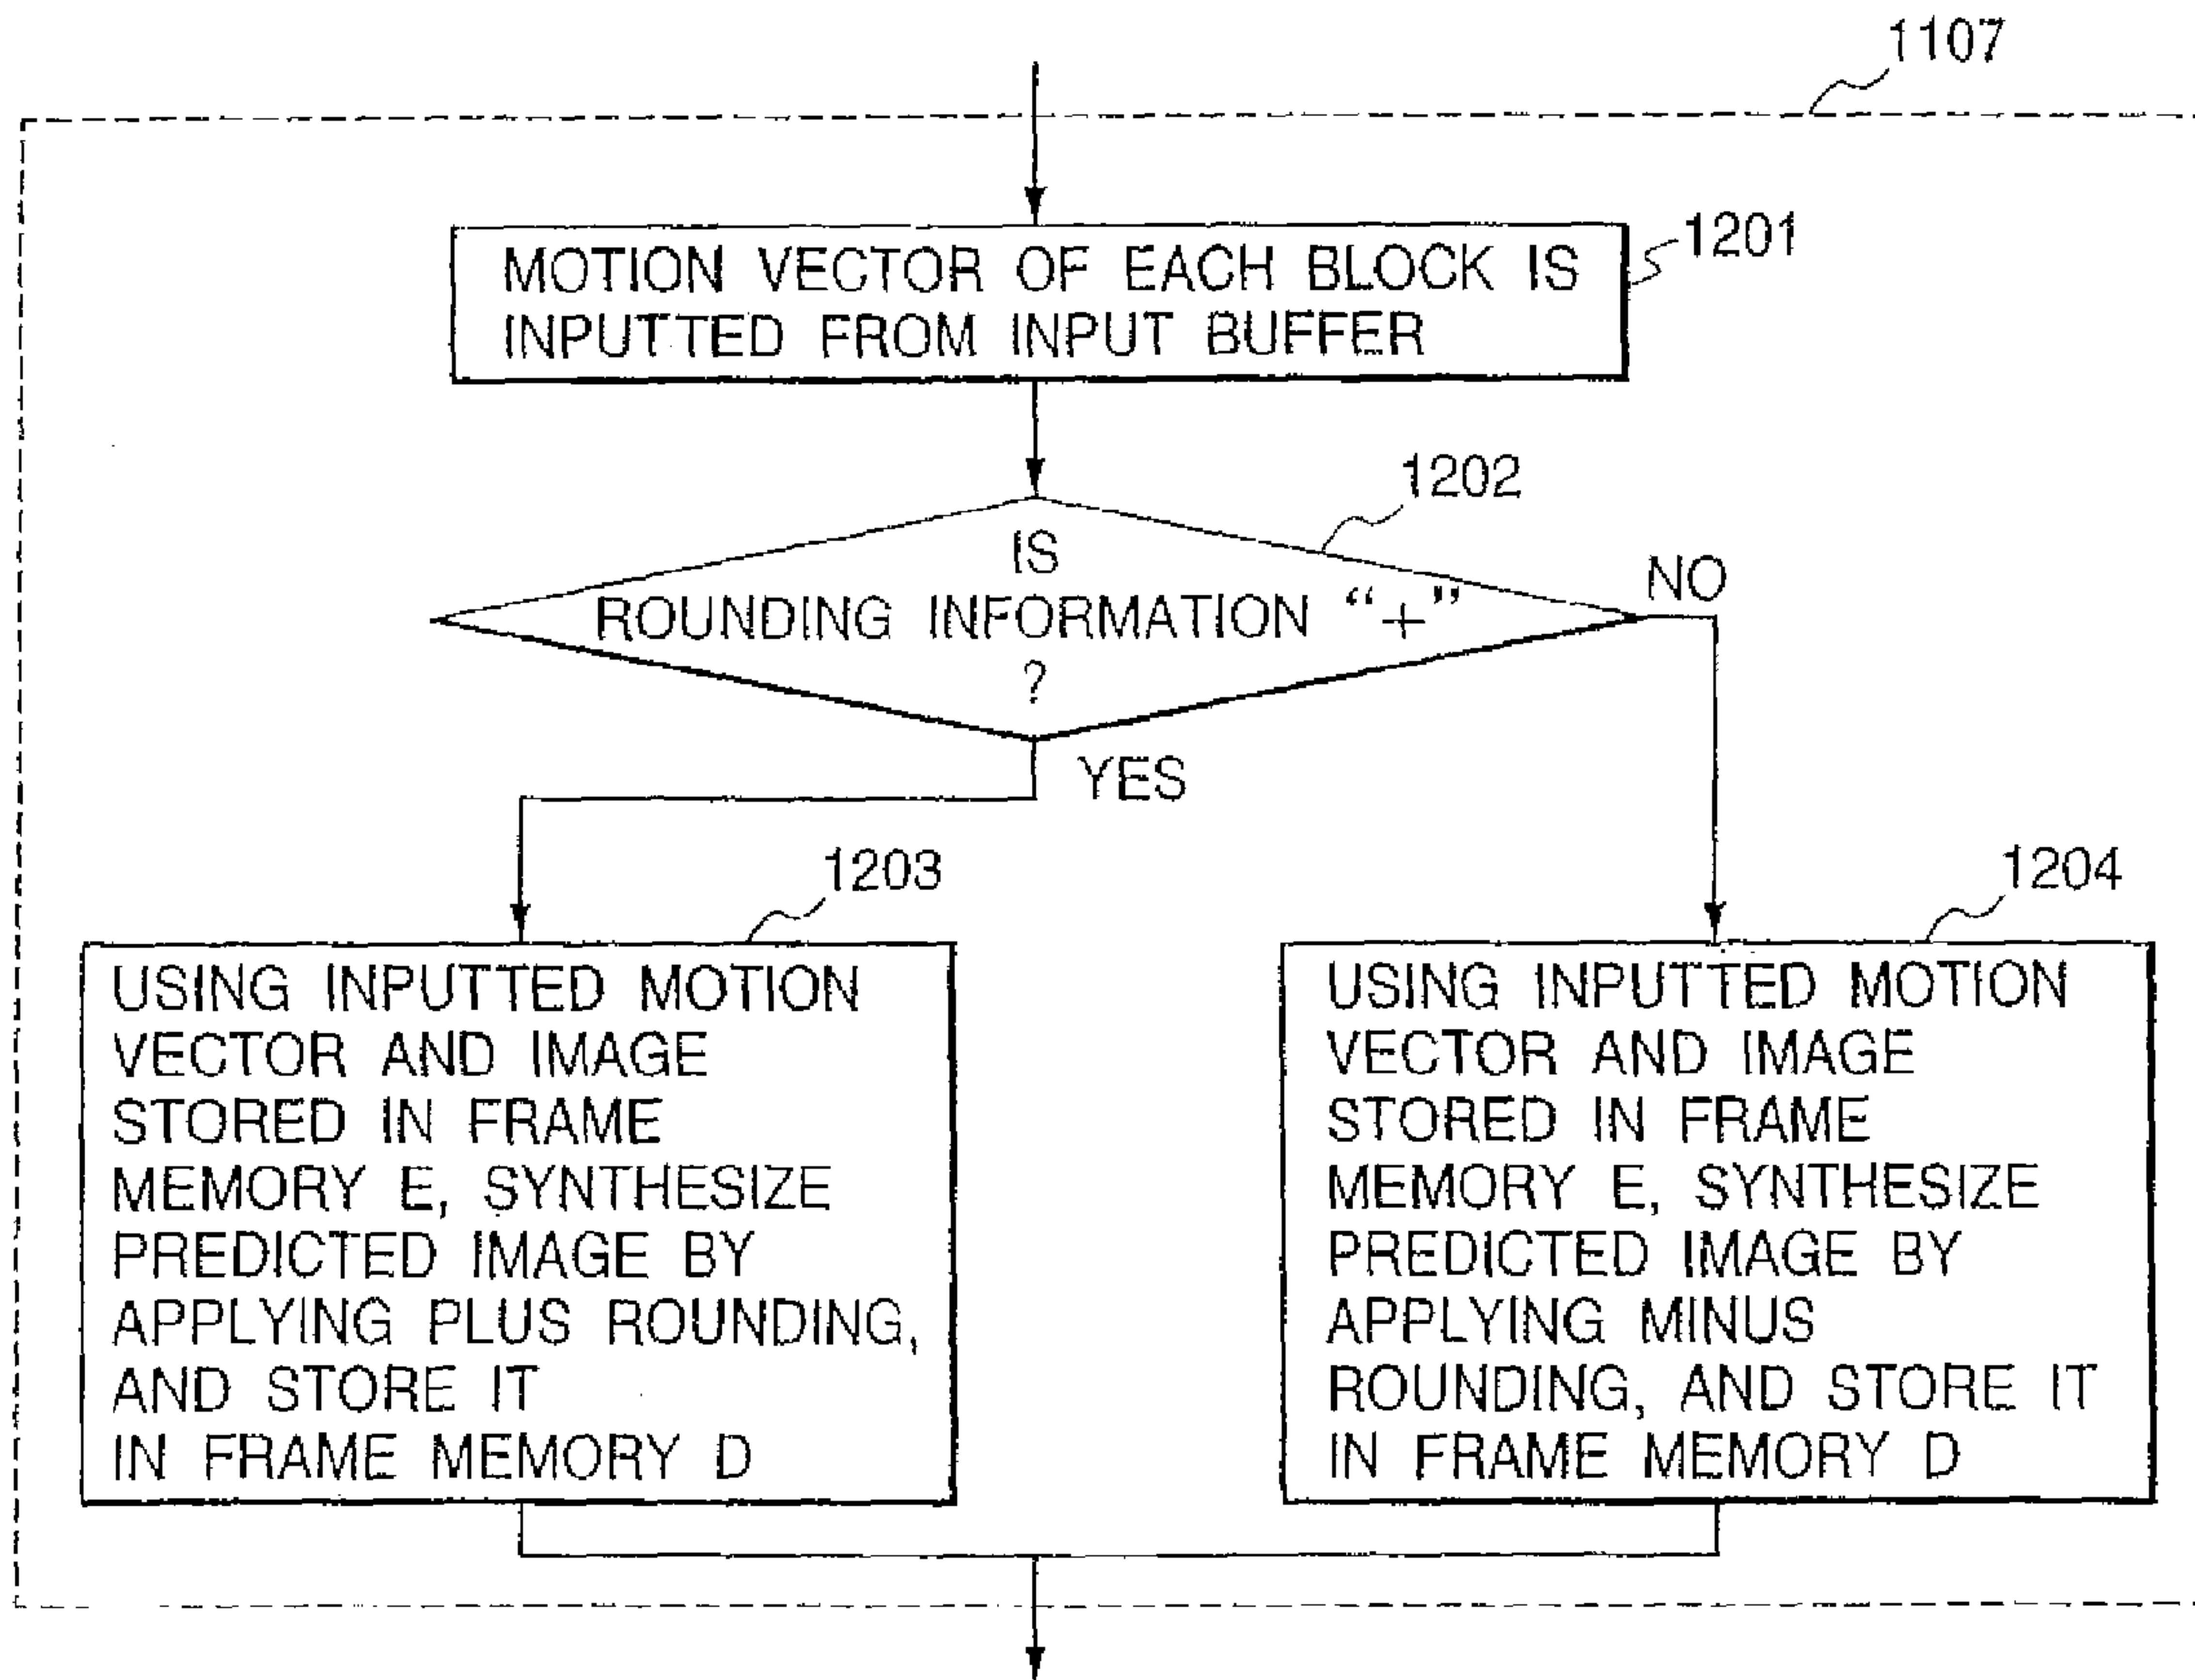 1107
1201
MOTION VECTOR OF EACH BLOCK IS
INPUTTED FROM INPUT BUFFER
1202
IS
ROUNDING INFORMATION “+”
?
NO
YES
1203
USING INPUTTED MOTION
VECTOR AND IMAGE
STORED IN FRAME
MEMORY E, SYNTHESIZE
PREDICTED IMAGE BY
APPLYING PLUS ROUNDING,
AND STORE IT
IN FRAME MEMORY D
1204
USING INPUTTED MOTION
VECTOR AND IMAGE
STORED IN FRAME
MEMORY E, SYNTHESIZE
PREDICTED IMAGE BY
APPLYING MINUS
ROUNDING, AND STORE IT
IN FRAME MEMORY D